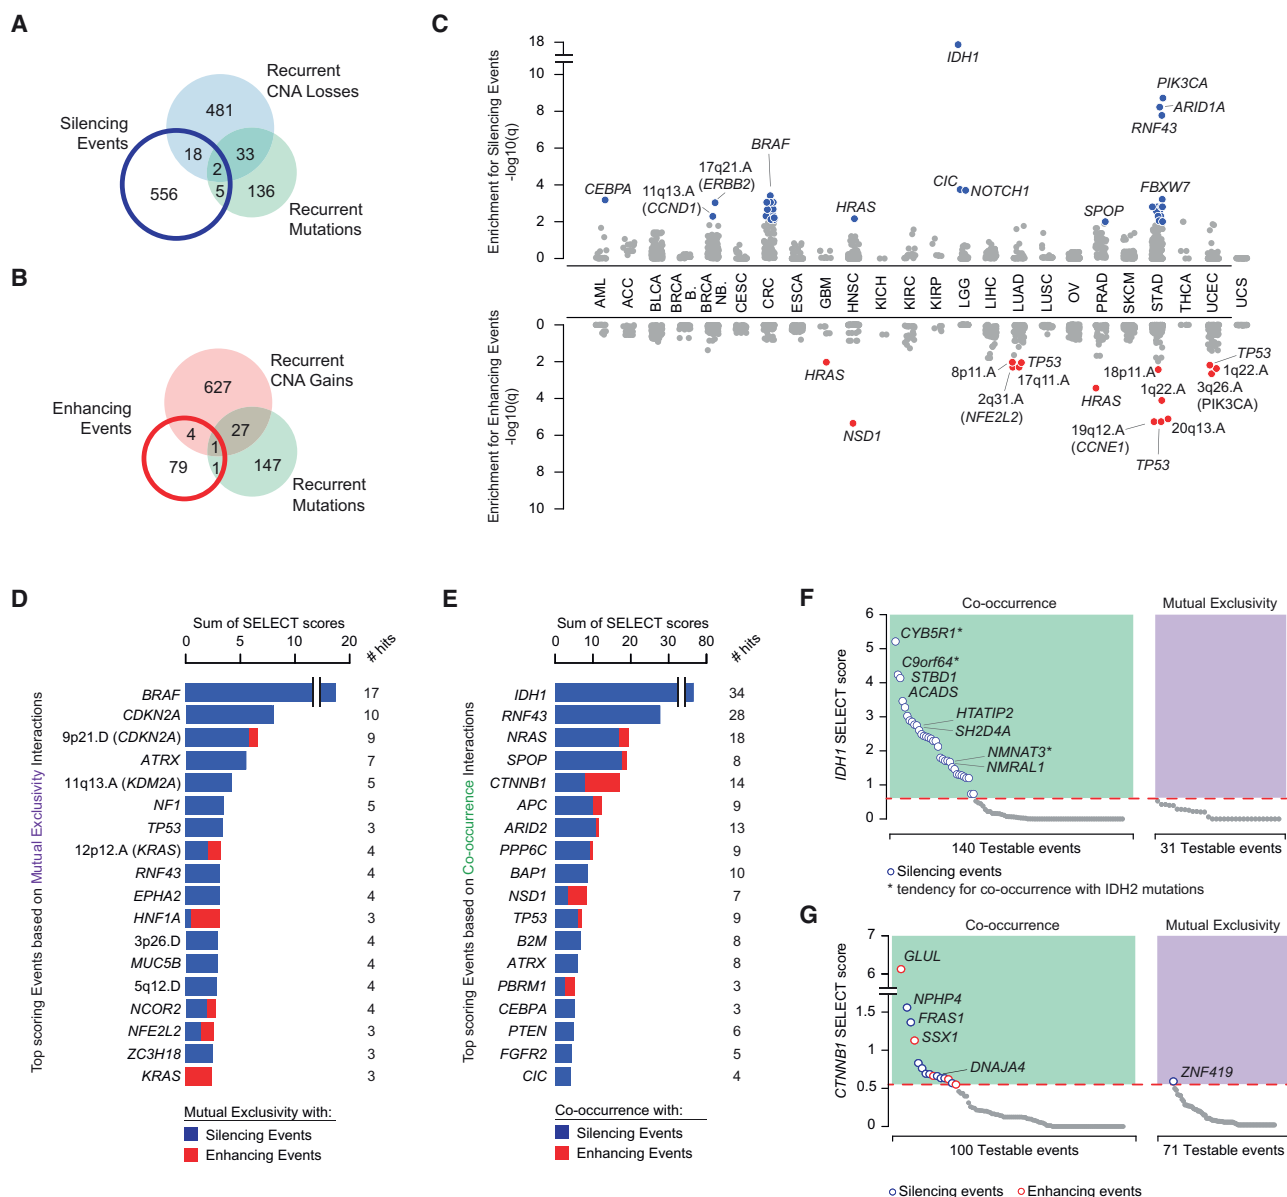 A
Recurrent
CNA Losses
Silencing
Events
481
18
33
2
5
556
136
Recurrent
Mutations
B
Recurrent
CNA Gains
Enhancing
Events
627
4
27
1
1
79
147
Recurrent
Mutations
C
Enrichment for Silencing Events
-log10(q)
18
10
8
6
4
2
0
IDH1
PIK3CA
ARID1A
RNF43
BRAF
17q21.A
(ERBB2)
11q13.A
(CCND1)
CEBPA
HRAS
CIC
NOTCH1
SPOP
FBXW7
AML
ACC
BLCA
BRCA
B.
BRCA
NB.
CESC
CRC
ESCA
GBM
HNSC
KICH
KIRC
KIRP
LGG
LIHC
LUAD
LUSC
OV
PRAD
SKCM
STAD
THCA
UCEC
UCS
Enrichment for Enhancing Events
-log10(q)
0
2
4
6
8
10
HRAS
NSD1
8p11.A
TP53
17q11.A
2q31.A
(NFE2L2)
HRAS
18p11.A
1q22.A
19q12.A
(CCNE1)
20q13.A
TP53
TP53
1q22.A
3q26.A
(PIK3CA)
D
Sum of SELECT scores
0 5 10 20
# hits
Top scoring Events based on Mutual Exclusivity Interactions
BRAF 17
CDKN2A 10
9p21.D (CDKN2A) 9
ATRX 7
11q13.A (KDM2A) 5
NF1 5
TP53 3
12p12.A (KRAS) 4
RNF43 4
EPHA2 4
HNF1A 3
3p26.D 4
MUC5B 4
5q12.D 4
NCOR2 4
NFE2L2 3
ZC3H18 3
KRAS 3
Mutual Exclusivity with:
Silencing Events
Enhancing Events
E
Sum of SELECT scores
0 10 20 30 80
# hits
Top scoring Events based on Co-occurrence Interactions
IDH1 34
RNF43 28
NRAS 18
SPOP 8
CTNNB1 14
APC 9
ARID2 13
PPP6C 9
BAP1 10
NSD1 7
TP53 9
B2M 8
ATRX 8
PBRM1 3
CEBPA 3
PTEN 6
FGFR2 5
CIC 4
Co-occurrence with:
Silencing Events
Enhancing Events
F
Co-occurrence
Mutual Exclusivity
IDH1 SELECT score
6
5
4
3
2
1
0
CYB5R1*
C9orf64*
STBD1
ACADS
HTATIP2
SH2D4A
NMNAT3*
NMRAL1
140 Testable events
31 Testable events
Silencing events
* tendency for co-occurrence with IDH2 mutations
G
Co-occurrence
Mutual Exclusivity
CTNNB1 SELECT score
7
6
1.5
1
0.5
0
GLUL
NPHP4
FRAS1
SSX1
DNAJA4
ZNF419
100 Testable events
71 Testable events
Silencing events
Enhancing events